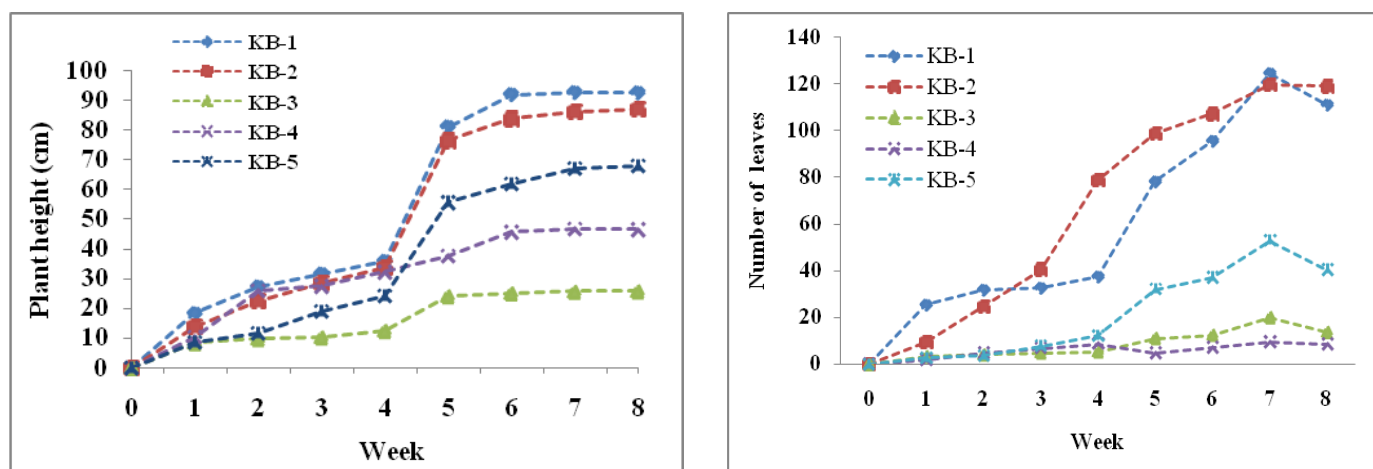 KB-1
KB-2
KB-3
KB-4
KB-5
100
90
80
70
60
50
40
30
20
10
0
Plant height (cm)
0 1 2 3 4 5 6 7 8
Week
KB-1
KB-2
KB-3
KB-4
KB-5
140
120
100
80
60
40
20
0
Number of leaves
0 1 2 3 4 5 6 7 8
Week